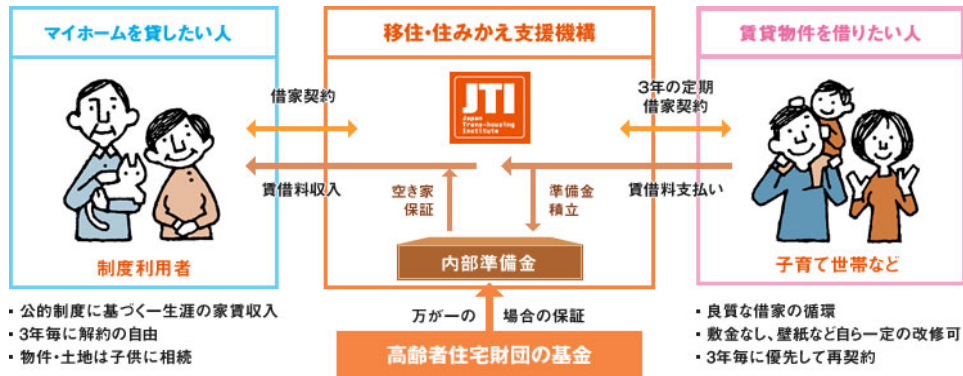 マイホームを貸したい人
移住・住みかえ支援機構
賃貸物件を借りたい人
借家契約
JTI
Japan
Trans-housing
Institute
3年の定期
借家契約
賃借料収入
空き家
保証
準備金
積立
賃借料支払い
内部準備金
制度利用者
子育て世帯など
・公的制度に基づく一生涯の家賃収入
・3年毎に解約の自由
・物件・土地は子供に相続
万が一の 場合の保証
高齢者住宅財団の基金
・良質な借家の循環
・敷金なし、壁紙など自ら一定の改修可
・3年毎に優先して再契約